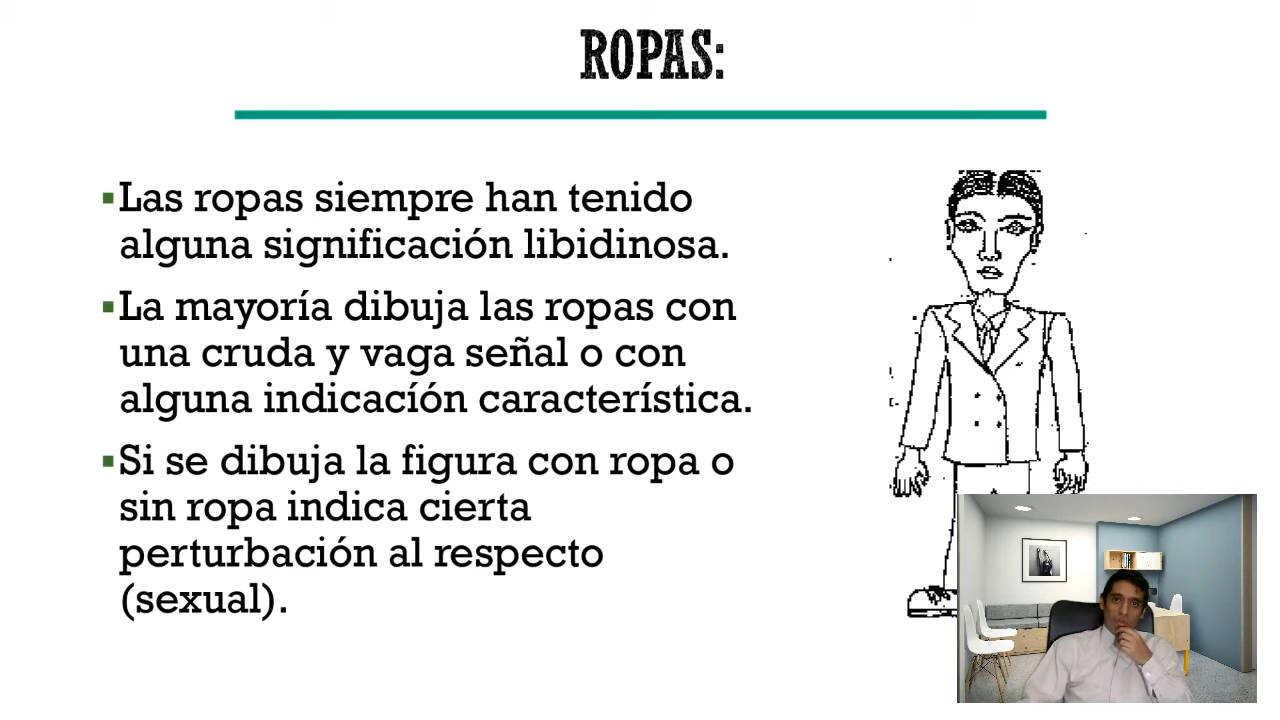 ROPAS:
Las ropas siempre han tenido
alguna significación libidinosa.
La mayoría dibuja las ropas con
una cruda y vaga señal o con
alguna indicacíón característica.
Si se dibuja la figura con ropa o
sin ropa indica cierta
perturbación al respecto
(sexual).